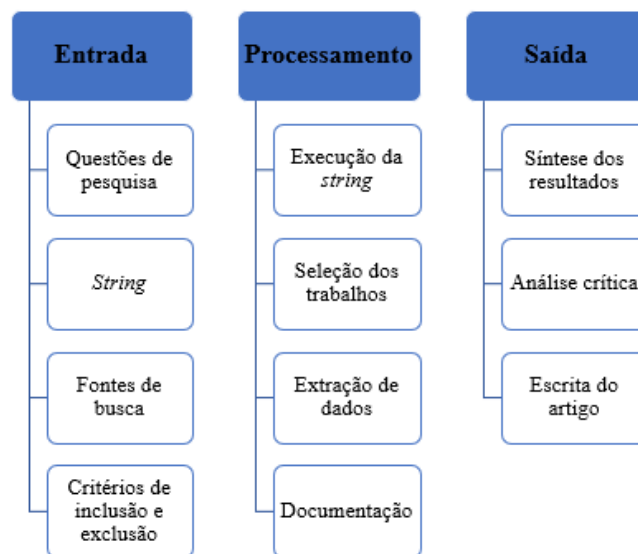 Entrada
Questões de
pesquisa
String
Fontes de
busca
Critérios de
inclusão e
exclusão
Processamento
Execução da
string
Seleção dos
trabalhos
Extração de
dados
Documentação
Saída
Síntese dos
resultados
Análise crítica
Escrita do
artigo